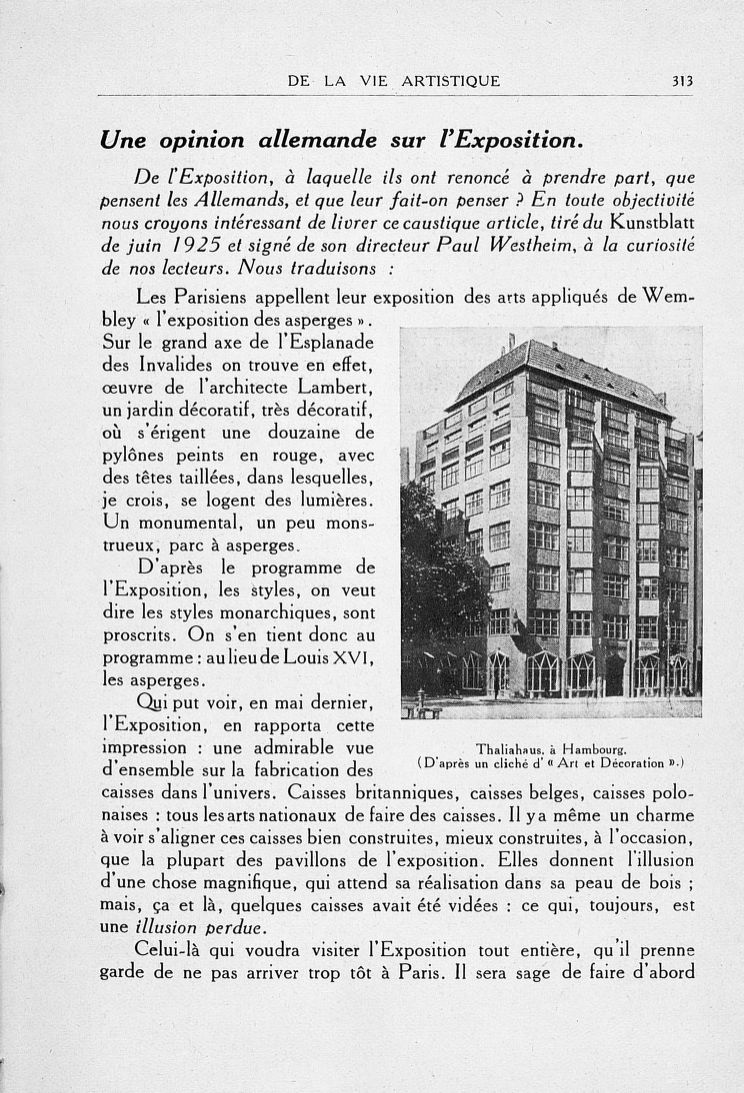 DE LA VIE ARTISTIQUE 313
Une opinion allemande sur l'Exposition.
De l'Exposition, à laquelle ils ont renoncé à prendre part, que
pensent les Allemands, et que leur fait-on penser ? En toute objectivité
nous croyons intéressant de livrer ce caustique article, tiré du Kunstblatt
de juin 1925 et signé de son directeur Paul Westheim, à la curiosité
de nos lecteurs. Nous traduisons :
Les Parisiens appellent leur exposition des arts appliqués de Wem-
bley « l'exposition des asperges ».
Sur le grand axe de l'Esplanade
des Invalides on trouve en effet,
œuvre de l'architecte Lambert,
un jardin décoratif, très décoratif,
où s'érigent une douzaine de
pylônes peints en rouge, avec
des têtes taillées, dans lesquelles,
je crois, se logent des lumières.
Un monumental, un peu mons-
trueux, parc à asperges.
D'après le programme de
l'Exposition, les styles, on veut
dire les styles monarchiques, sont
proscrits. On s'en tient donc au
programme : au lieu de Louis XVI,
les asperges.
Qui put voir, en mai dernier,
l'Exposition, en rapporta cette
impression : une admirable vue
d'ensemble sur la fabrication des
caisses dans l'univers. Caisses britanniques, caisses belges, caisses polo-
naises : tous les arts nationaux de faire des caisses. Il y a même un charme
à voir s'aligner ces caisses bien construites, mieux construites, à l'occasion,
que la plupart des pavillons de l'exposition. Elles donnent l'illusion
d'une chose magnifique, qui attend sa réalisation dans sa peau de bois ;
mais, ça et là, quelques caisses avait été vidées : ce qui, toujours, est
une illusion perdue.
Celui-là qui voudra visiter l'Exposition tout entière, qu'il prenne
garde de ne pas arriver trop tôt à Paris. Il sera sage de faire d'abord
Thaliahaus, à Hambourg.
(D'après un cliché d' « Art et Décoration ».)